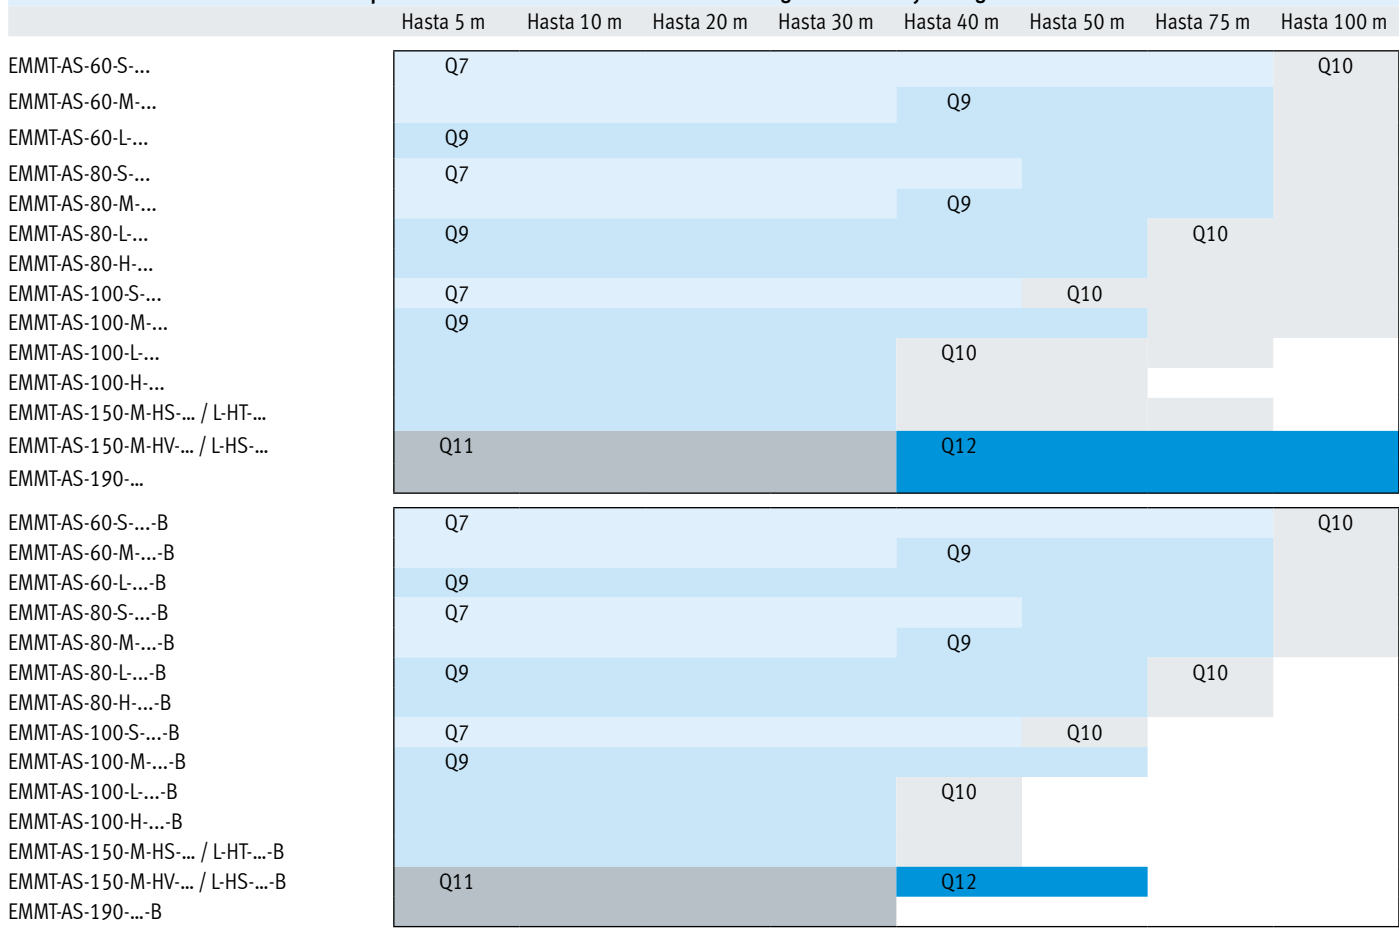 Hasta 5 m Hasta 10 m Hasta 20 m Hasta 30 m Hasta 40 m Hasta 50 m Hasta 75 m Hasta 100 m
EMMT-AS-60-S-... Q7 Q10
EMMT-AS-60-M-... Q9
EMMT-AS-60-L-... Q9
EMMT-AS-80-S-... Q7
EMMT-AS-80-M-... Q9
EMMT-AS-80-L-... Q9 Q10
EMMT-AS-80-H-...
EMMT-AS-100-S-... Q7 Q10
EMMT-AS-100-M-... Q9
EMMT-AS-100-L-... Q10
EMMT-AS-100-H-...
EMMT-AS-150-M-HS-... / L-HT-...
EMMT-AS-150-M-HV-... / L-HS-... Q11 Q12
EMMT-AS-190-...
EMMT-AS-60-S-...-B Q7 Q10
EMMT-AS-60-M-...-B Q9
EMMT-AS-60-L-...-B Q9
EMMT-AS-80-S-...-B Q7
EMMT-AS-80-M-...-B Q9
EMMT-AS-80-L-...-B Q9 Q10
EMMT-AS-80-H-...-B
EMMT-AS-100-S-...-B Q7 Q10
EMMT-AS-100-M-...-B Q9
EMMT-AS-100-L-...-B Q10
EMMT-AS-100-H-...-B
EMMT-AS-150-M-HS-... / L-HT-...-B
EMMT-AS-150-M-HV-... / L-HS-...-B Q11 Q12
EMMT-AS-190-...-B